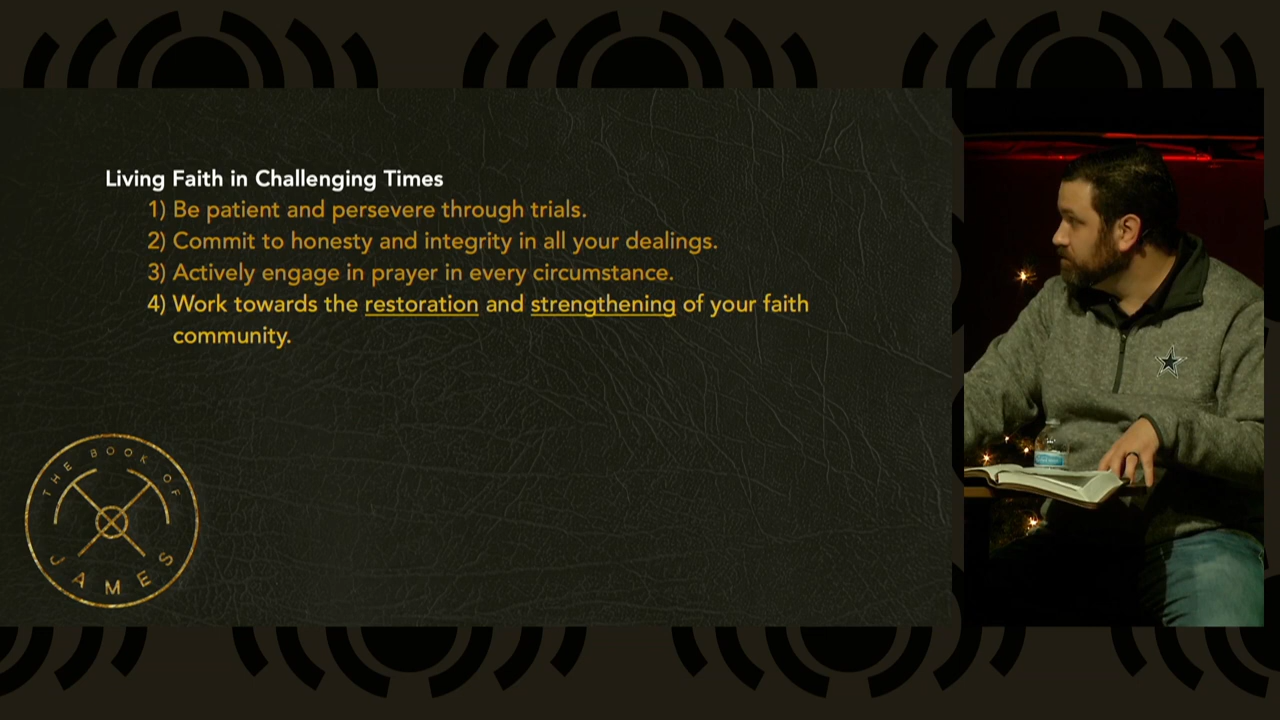 Living Faith in Challenging Times
1) Be patient and persevere through trials.
2) Commit to honesty and integrity in all your dealings.
3) Actively engage in prayer in every circumstance.
4) Work towards the restoration and strengthening of your faith
community.
THE BOOK OF
JAMES